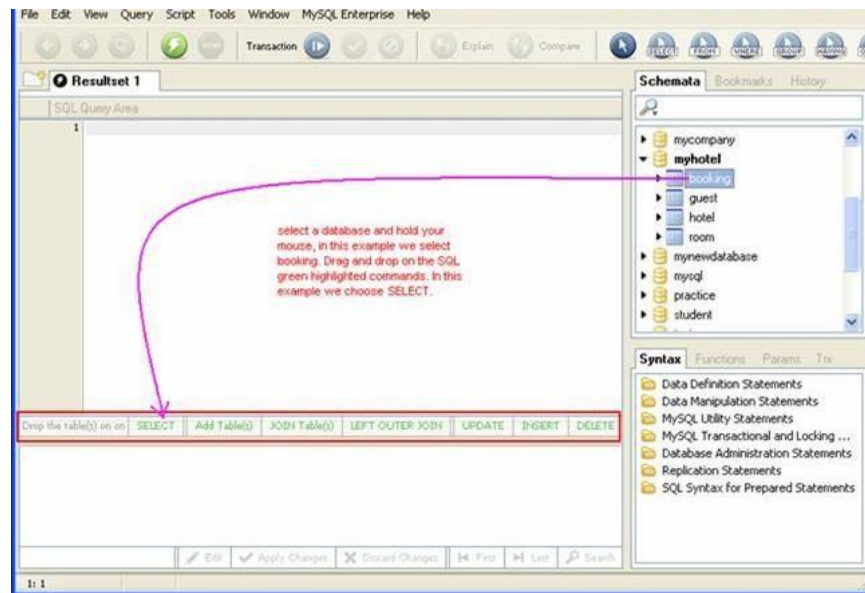 File Edit View Query Script Tools Window MySQL Enterprise Help
Transaction Explain Compare SELECT FROM WHERE GROUP HAVING
Resultset 1
SQL Query Area
1
select a database and hold your
mouse, in this example we select
booking. Drag and drop on the SQL
green highlighted commands. In this
example we choose SELECT.
Drop the table(s) on on SELECT Add Table(s) JOIN Table(s) LEFT OUTER JOIN UPDATE INSERT DELETE
Edit Apply Changes Discard Changes First Last Search
1: 1
Schemata Bookmarks History
mycompany
myhotel
booking
guest
hotel
room
mynewdatabase
mysql
practice
student
Syntax Functions Params Trx
Data Definition Statements
Data Manipulation Statements
MySQL Utility Statements
MySQL Transactional and Locking ...
Database Administration Statements
Replication Statements
SQL Syntax for Prepared Statements